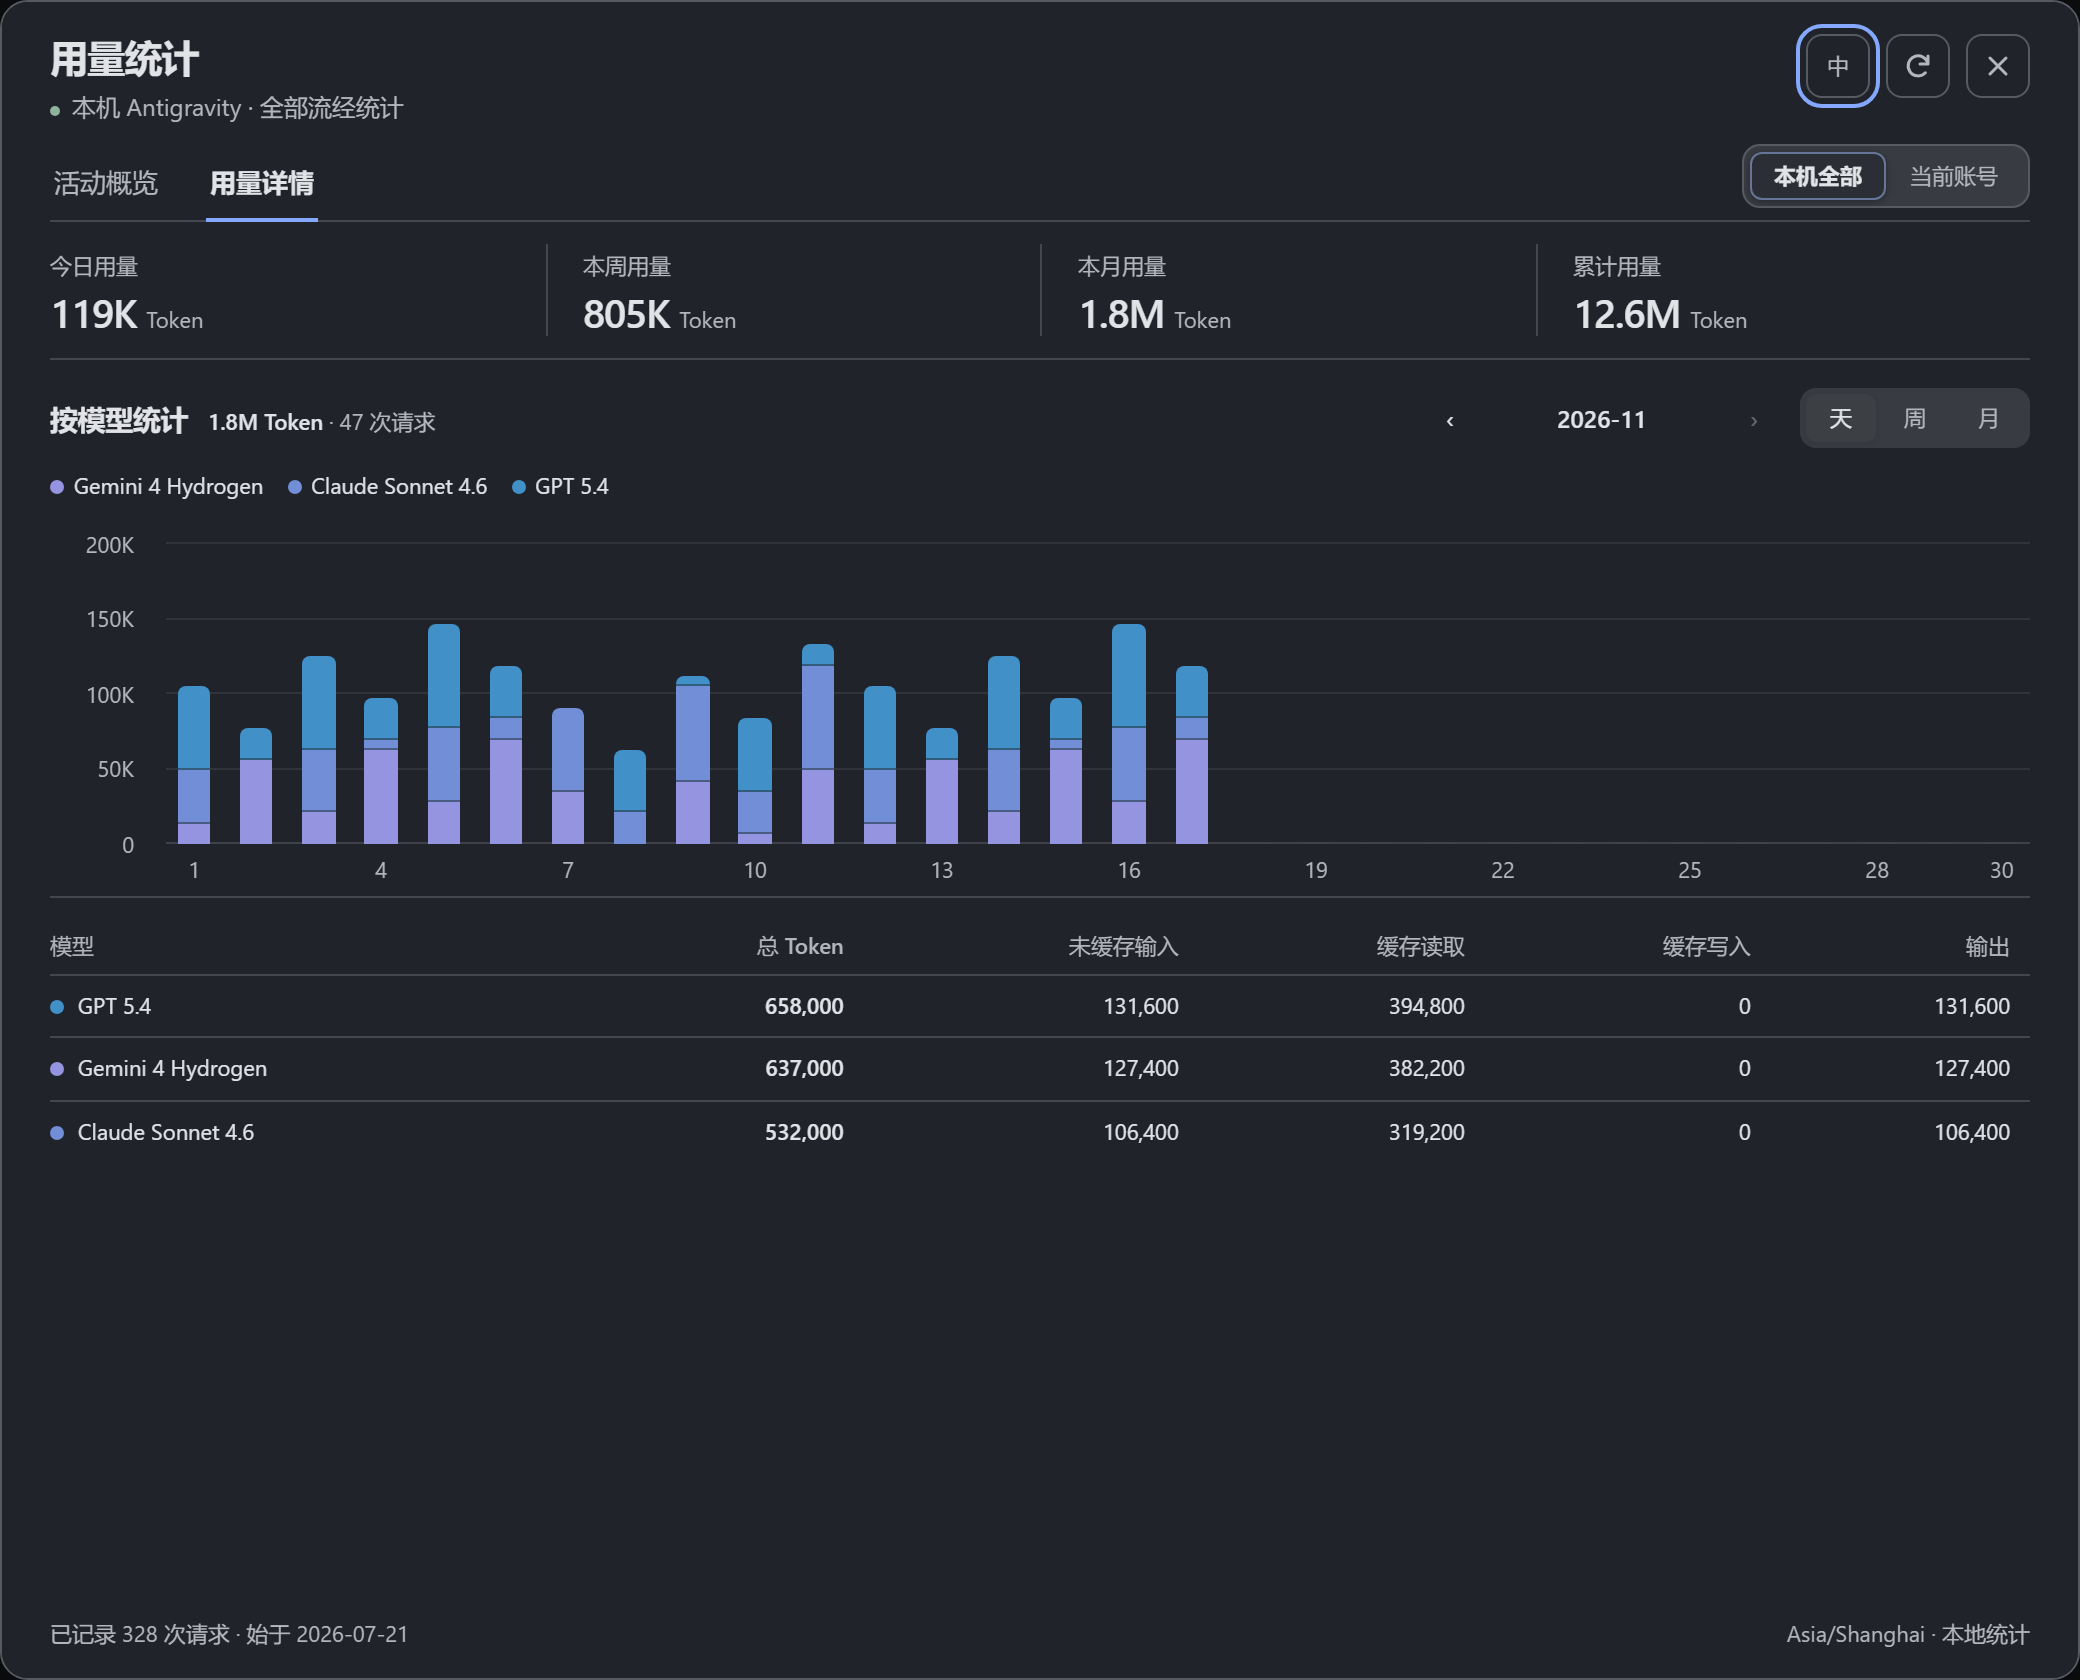 用量统计
中
本机 Antigravity · 全部流经统计
活动概览 用量详情
本机全部 当前账号
今日用量 本周用量 本月用量 累计用量
119K Token 805K Token 1.8M Token 12.6M Token
按模型统计 1.8M Token · 47 次请求
‹ 2026-11 ›
天 周 月
Gemini 4 Hydrogen Claude Sonnet 4.6 GPT 5.4
200K
150K
100K
50K
0
1 4 7 10 13 16 19 22 25 28 30
模型 总 Token 未缓存输入 缓存读取 缓存写入 输出
GPT 5.4 658,000 131,600 394,800 0 131,600
Gemini 4 Hydrogen 637,000 127,400 382,200 0 127,400
Claude Sonnet 4.6 532,000 106,400 319,200 0 106,400
已记录 328 次请求 · 始于 2026-07-21
Asia/Shanghai · 本地统计